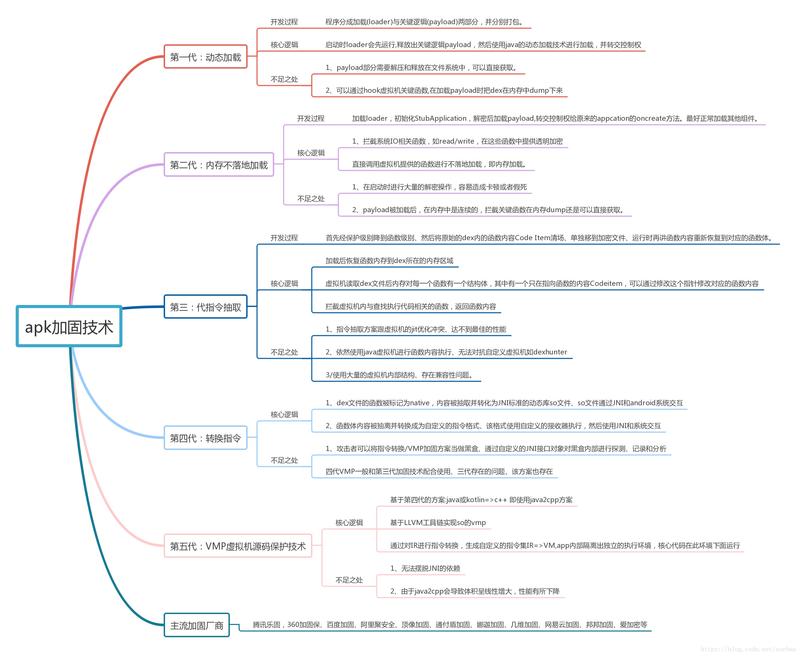 apk加固技术
第一代：动态加载
开发过程
程序分成加载(loader)与关键逻辑(payload)两部分，并分别打包。
核心逻辑
启动时loader会先运行,释放出关键逻辑payload，然后使用java的动态加载技术进行加载，并转交控制权
不足之处
1、payload部分需要解压和释放在文件系统中，可以直接获取。
2、可以通过hook虚拟机关键函数,在加载payload时把dex在内存中dump下来
第二代：内存不落地加载
开发过程
加载loader，初始化StubApplication，解密后加载payload,转交控制权给原来的appcation的oncreate方法。最好正常加载其他组件。
核心逻辑
1、拦截系统IO相关函数，如read/write，在这些函数中提供透明加密
直接调用虚拟机提供的函数进行不落地加载，即内存加载。
不足之处
1、在启动时进行大量的解密操作，容易造成卡顿或者假死
2、payload被加载后，在内存中是连续的，拦截关键函数在内存dump还是可以直接获取。
第三：代指令抽取
开发过程
首先经保护级别降到函数级别、然后将原始的dex内的函数内容Code Item清场、单独移到加密文件、运行时再讲函数内容重新恢复到对应的函数体。
核心逻辑
加载后恢复函数内存到dex所在的内存区域
虚拟机读取dex文件后内存对每一个函数有一个结构体，其中有一个只在指向函数的内容Codeitem，可以通过修改这个指针修改对应的函数内容
拦截虚拟机内与查找执行代码相关的函数，返回函数内容
不足之处
1、指令抽取方案跟虚拟机的jit优化冲突、达不到最佳的性能
2、依然使用java虚拟机进行函数内容执行、无法对抗自定义虚拟机如dexhunter
3/使用大量的虚拟机内部结构、存在兼容性问题。
第四代：转换指令
核心逻辑
1、dex文件的函数被标记为native，内容被抽取并转化为JNI标准的动态库so文件、so文件通过JNI和android系统交互
2、函数体内容被抽离并转换成为自定义的指令格式、该格式使用自定义的接收器执行，然后使用JNI和系统交互
不足之处
1、攻击者可以将指令转换/VMP加固方案当做黑盒、通过自定义的JNI接口对象对黑盒内部进行探测、记录和分析
四代VMP一般和第三代加固技术配合使用、三代存在的问题、该方案也存在
第五代：VMP虚拟机源码保护技术
核心逻辑
基于第四代的方案:java或kotlin=>c++ 即使用java2cpp方案
基于LLVM工具链实现so的vmp
通过对IR进行指令转换，生成自定义的指令集IR=>VM,app内部隔离出独立的执行环境，核心代码在此环境下面运行
不足之处
1、无法摆脱JNI的依赖
2、由于java2cpp会导致体积呈线性增大，性能有所下降
主流加固厂商
腾讯乐固，360加固保、百度加固、阿里聚安全、顶像加固、通付盾加固、娜迦加固、几维加固、网易云加固、邦邦加固、爱加密等